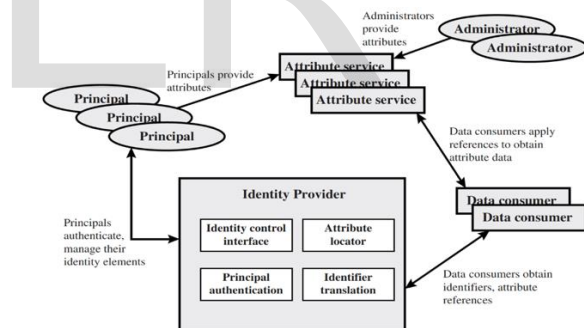 Administrators
provide
attributes
Administrator
Administrator
Attribute service
Attribute service
Attribute service
Principals provide
attributes
Principal
Principal
Principal
Data consumers apply
references to obtain
attribute data
Identity Provider
Data consumer
Data consumer
Principals
authenticate,
manage their
identity elements
Identity control
interface
Attribute
locator
Principal
authentication
Identifier
translation
Data consumers obtain
identifiers, attribute
references